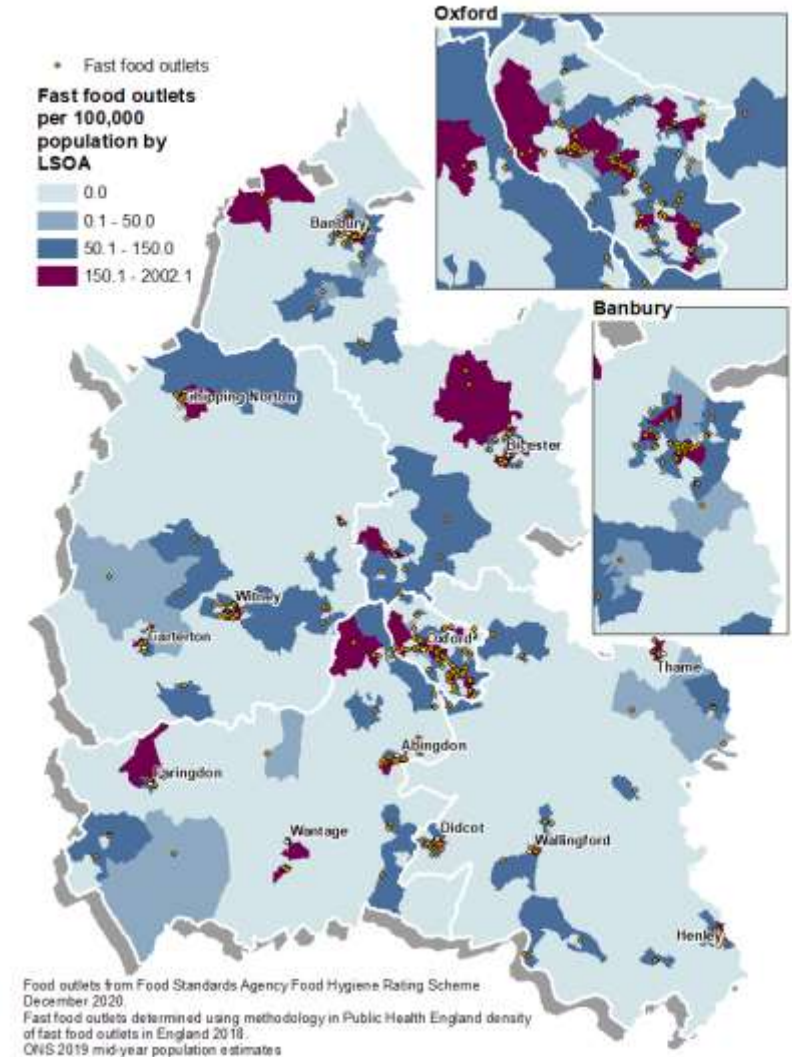 Oxford
Fast food outlets
Fast food outlets
per 100,000
population by
LSOA
0.0
0.1 - 50.0
50.1 - 150.0
150.1 - 2002.1
Banbury
Banbury
Chipping Norton
Bicester
Witney
Carterton
Oxford
Thame
Abingdon
Faringdon
Wantage
Didcot
Wallingford
Henley
Food outlets from Food Standards Agency Food Hygiene Rating Scheme
December 2020.
Fast food outlets determined using methodology in Public Health England density
of fast food outlets in England 2018.
ONS 2019 mid-year population estimates